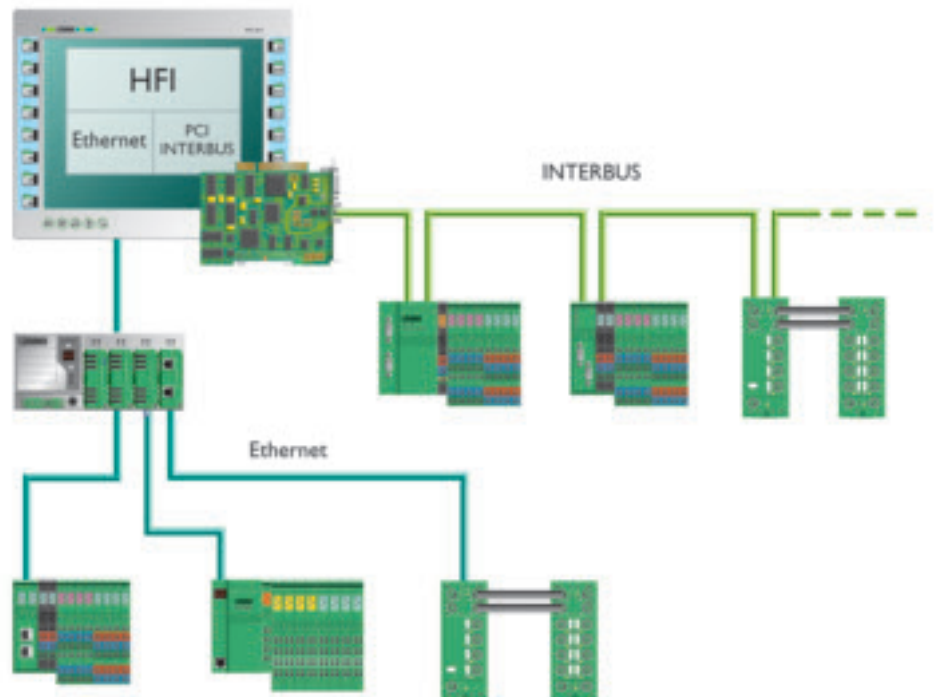 HFI
Ethernet
PCI
INTERBUS
INTERBUS
Ethernet